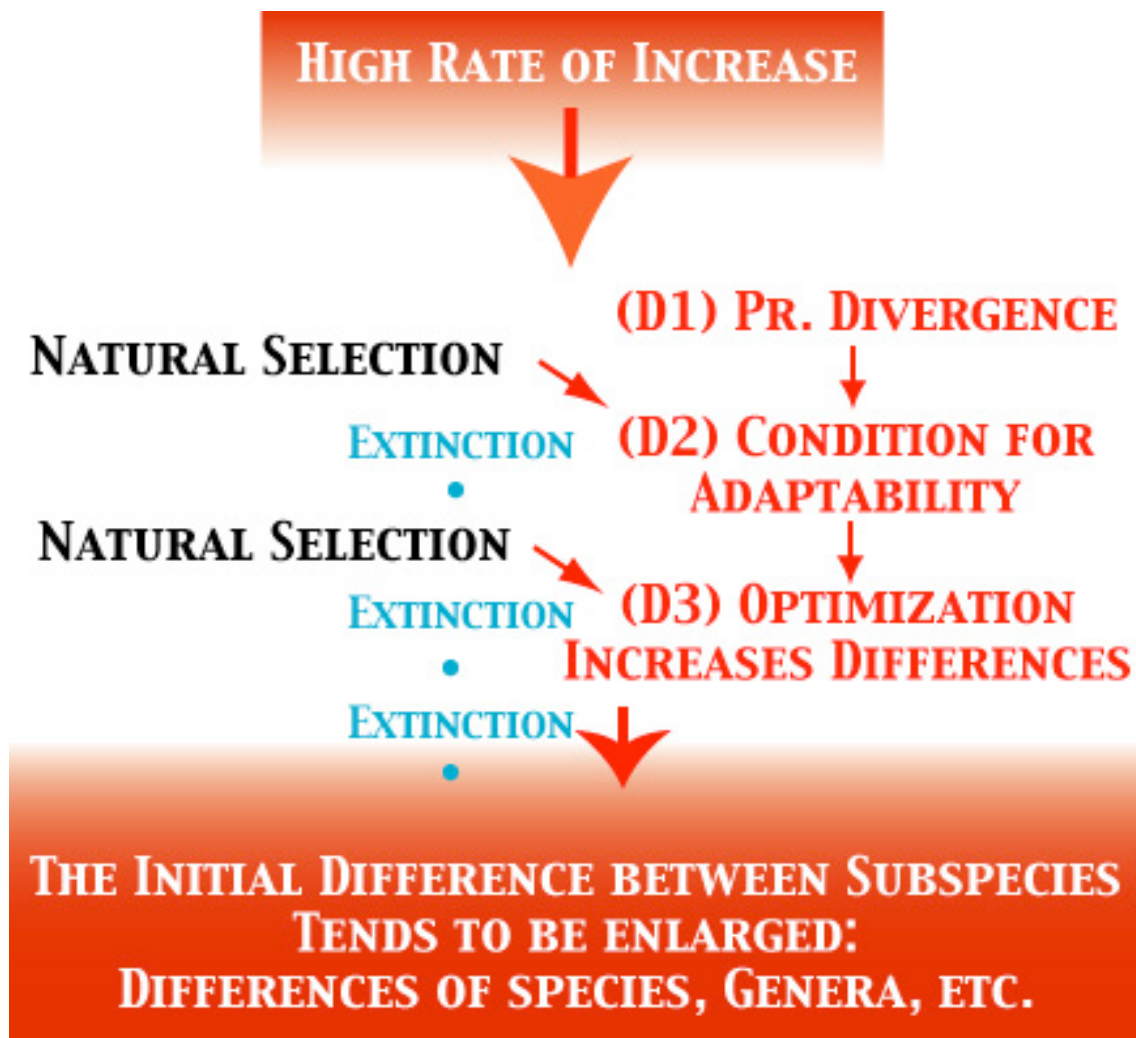 High Rate of Increase
(D1) Pr. Divergence
Natural Selection
Extinction
(D2) Condition for
Adaptability
Natural Selection
Extinction
(D3) Optimization
Increases Differences
Extinction
The Initial Difference between Subspecies
Tends to be enlarged:
Differences of species, Genera, etc.